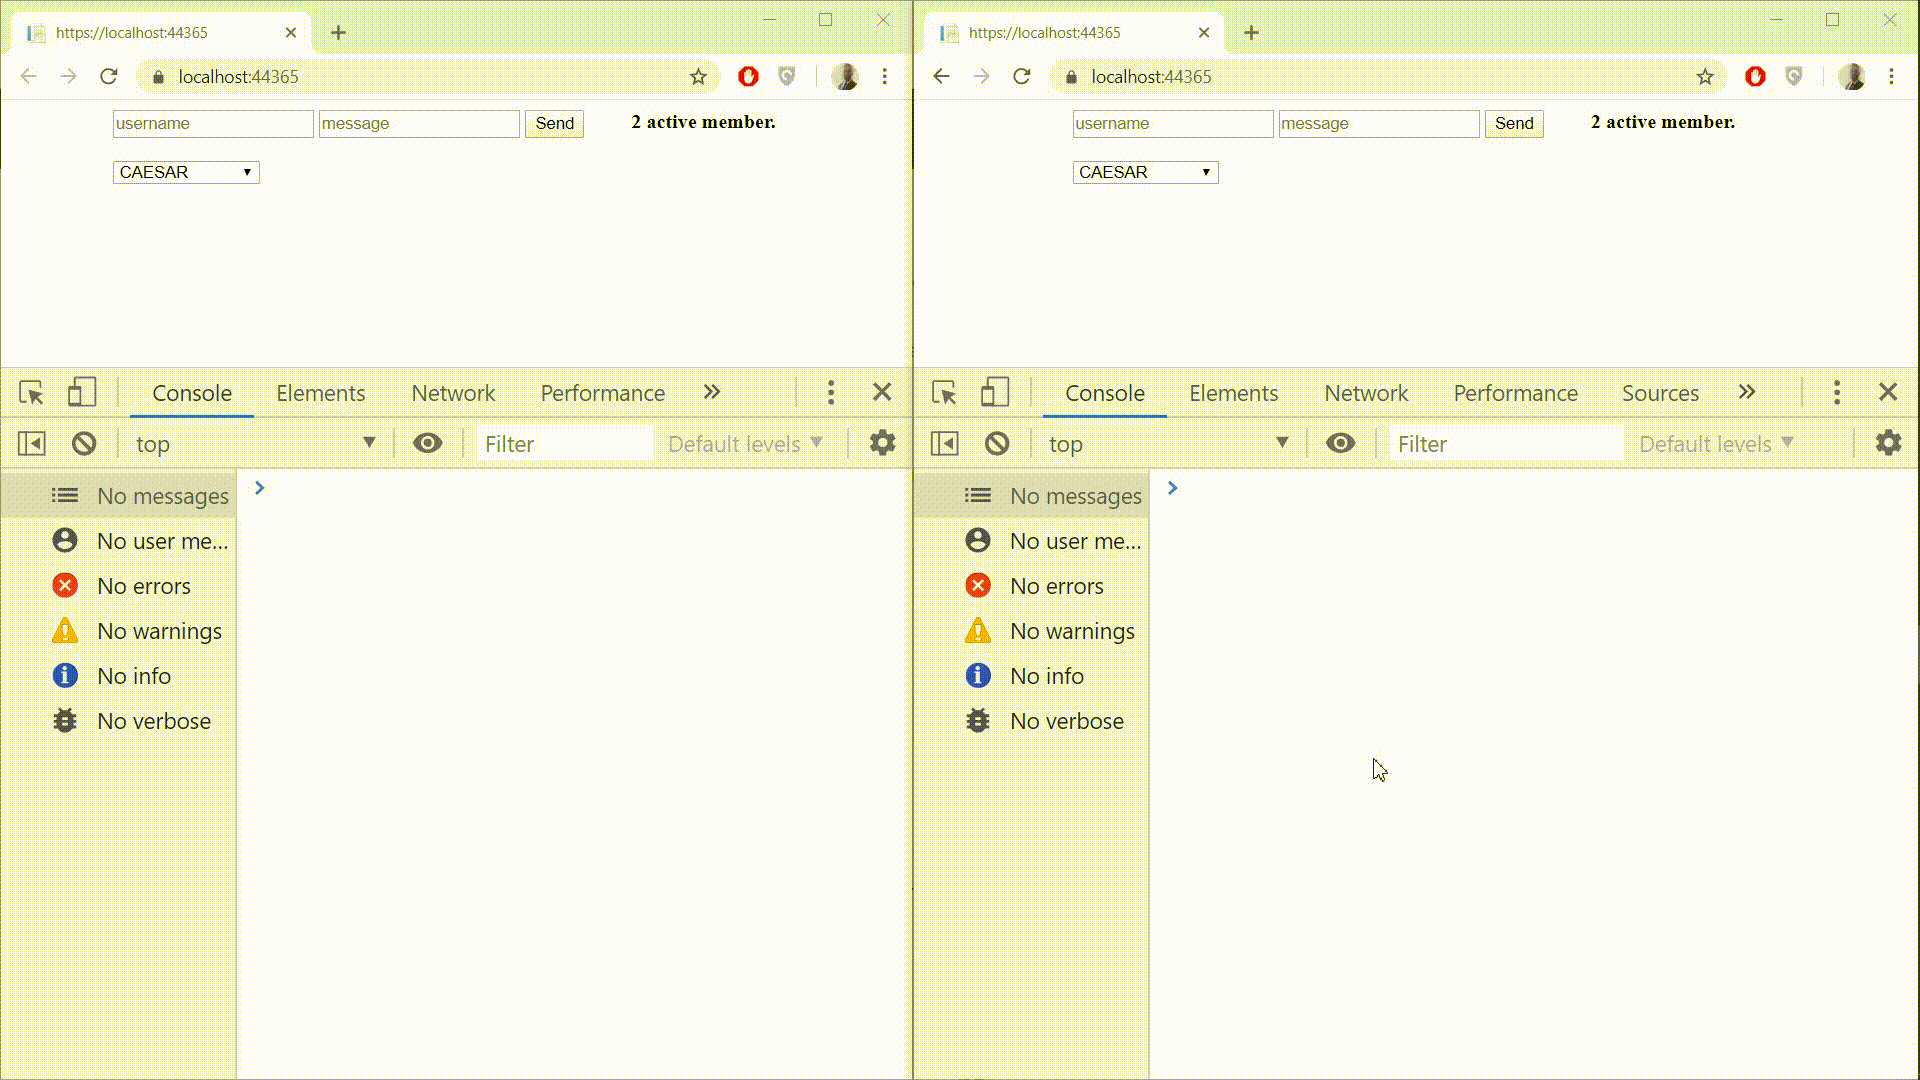 https://localhost:44365
localhost:44365
username message Send 2 active member.
CAESAR
Console Elements Network Performance
top Filter Default levels
No messages
No user me...
No errors
No warnings
No info
No verbose
https://localhost:44365
localhost:44365
username message Send 2 active member.
CAESAR
Console Elements Network Performance Sources
top Filter Default levels
No messages
No user me...
No errors
No warnings
No info
No verbose